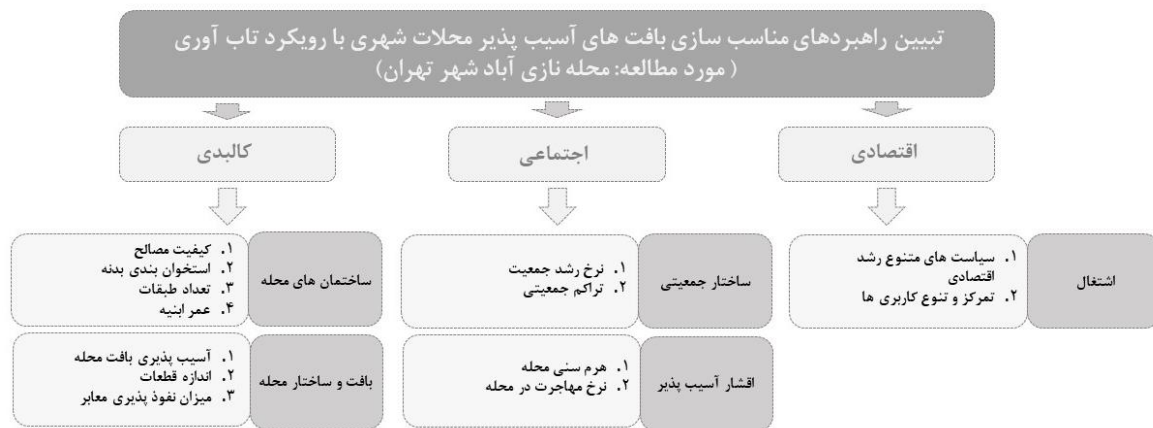 تبیین راهبردهای مناسب سازی بافت های آسیب پذیر محلات شهری با رویکرد تاب آوری
( مورد مطالعه: محله نازی آباد شهر تهران)
اقتصادی
اجتماعی
کالبدی
اشتغال
۱. سیاست های متنوع رشد
اقتصادی
۲. تمرکز و تنوع کاربری ها
ساختار جمعیتی
۱. نرخ رشد جمعیت
۲. تراکم جمعیتی
اقشار آسیب پذیر
۱. هرم سنی محله
۲. نرخ مهاجرت در محله
ساختمان های محله
۱. کیفیت مصالح
۲. استخوان بندی بدنه
۳. تعداد طبقات
۴. عمر ابنیه
بافت و ساختار محله
۱. آسیب پذیری بافت محله
۲. اندازه قطعات
۳. میزان نفوذ پذیری معابر